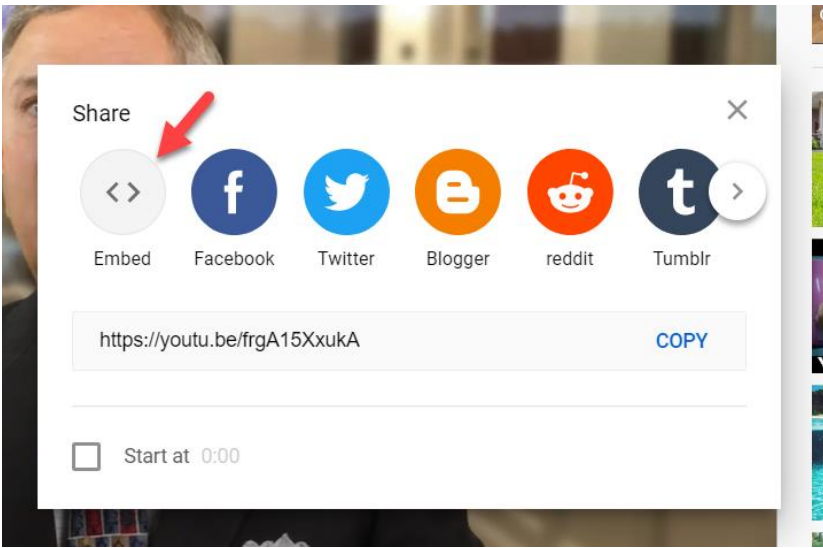 Share
Embed Facebook Twitter Blogger reddit Tumblr
https://youtu.be/frgA15XxukA COPY
Start at 0:00